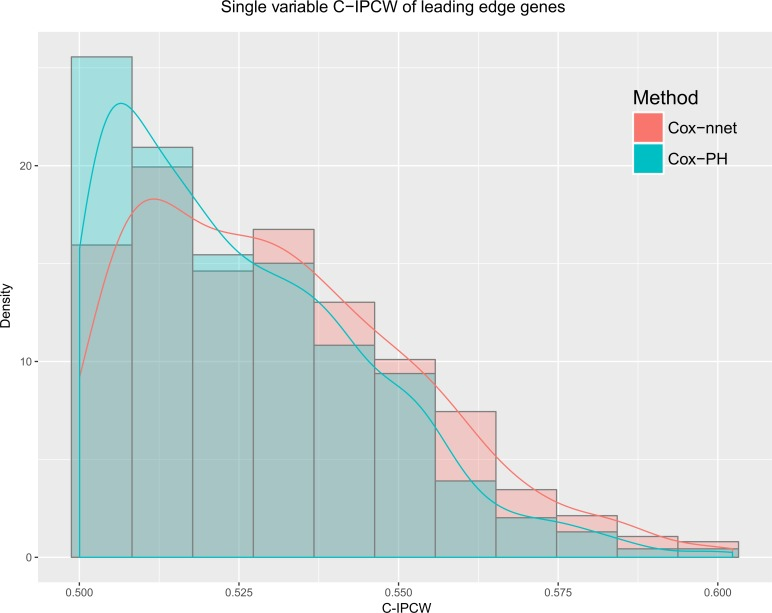 Single variable C−IPCW of leading edge genes
Method
Cox−nnet
Cox−PH
20
10
0
Density
0.500 0.525 0.550 0.575 0.600
C-IPCW